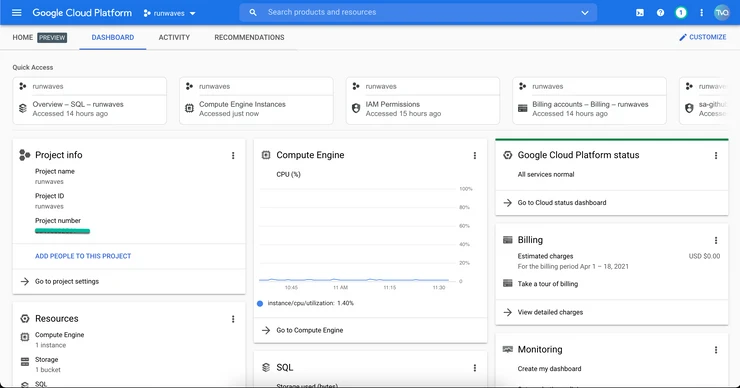 Google Cloud Platform
runwaves
Search products and resources
1
HOME PREVIEW DASHBOARD ACTIVITY RECOMMENDATIONS
CUSTOMIZE
Quick Access
runwaves
Overview – SQL – runwaves
Accessed 14 hours ago
runwaves
Compute Engine Instances
Accessed just now
runwaves
IAM Permissions
Accessed 15 hours ago
runwaves
Billing accounts – Billing – runwaves
Accessed 14 hours ago
runwaves
sa-gith
Project info
Project name
runwaves
Project ID
runwaves
Project number
ADD PEOPLE TO THIS PROJECT
Go to project settings
Resources
Compute Engine
1 instance
Storage
1 bucket
SQL
Compute Engine
CPU (%)
100%
80%
60%
40%
20%
0
10:45 11 AM 11:15 11:30
instance/cpu/utilization: 1.40%
Go to Compute Engine
SQL
Storage used (bytes)
Google Cloud Platform status
All services normal
Go to Cloud status dashboard
Billing
Estimated charges USD $0.00
For the billing period Apr 1 – 18, 2021
Take a tour of billing
View detailed charges
Monitoring
Create my dashboard